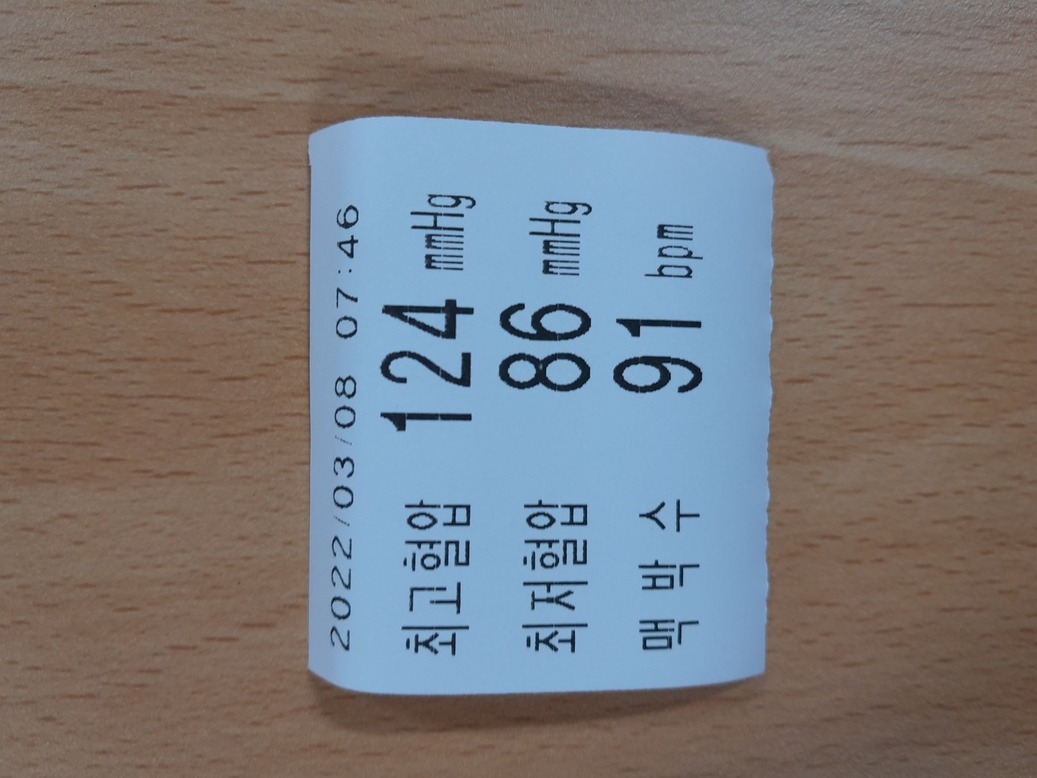 2022/03/08 07:46
최고혈압 124 mmHg
최저혈압 86 mmHg
맥 박 수 91 bpm